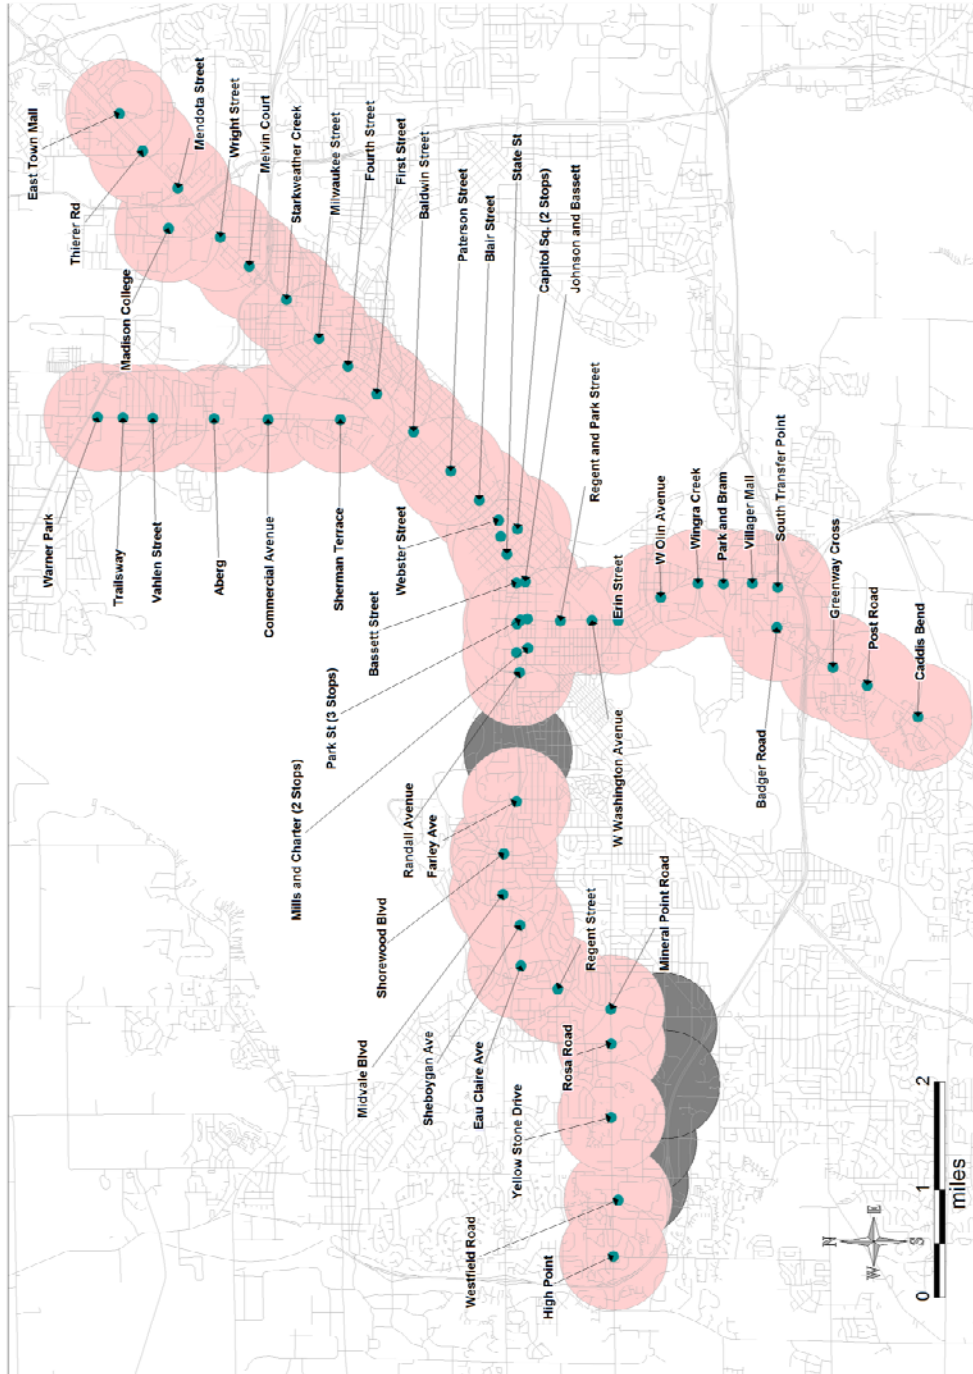 East Town Mall
Thierer Rd
Mendota Street
Madison College
Wright Street
Melvin Court
Starkweather Creek
Milwaukee Street
Fourth Street
First Street
Baldwin Street
Paterson Street
Blair Street
State St
Capitol Sq. (2 Stops)
Johnson and Bassett
Warner Park
Trailsway
Vahlen Street
Aberg
Commercial Avenue
Sherman Terrace
Webster Street
Bassett Street
Park St (3 Stops)
Mills and Charter (2 Stops)
Randall Avenue
Farley Ave
Shorewood Blvd
Midvale Blvd
Sheboygan Ave
Eau Claire Ave
Regent Street
Mineral Point Road
Rosa Road
Yellow Stone Drive
Westfield Road
High Point
Regent and Park Street
W Washington Avenue
Erin Street
W Olin Avenue
Wingra Creek
Park and Bram
Villager Mall
South Transfer Point
Badger Road
Greenway Cross
Post Road
Caddis Bend
N
W
E
S
0
1
2
miles